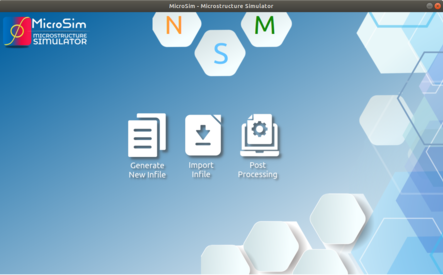 MicroSim - Microstructure Simulator
MicroSim
MICROSTRUCTURE
SIMULATOR
N
M
S
Generate
New Infile
Import
Infile
Post
Processing